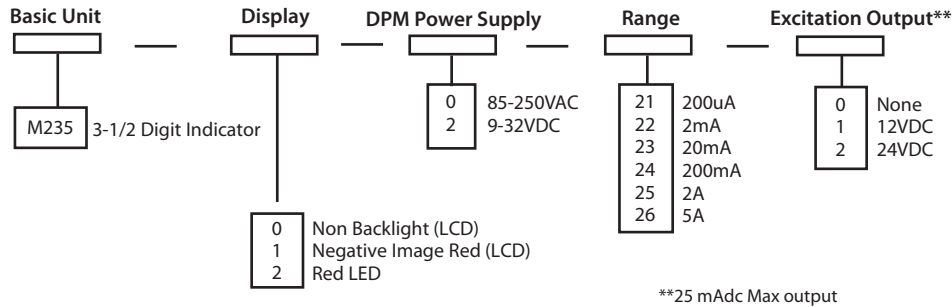 Basic Unit
Display
DPM Power Supply
Range
Excitation Output**
M235 3-1/2 Digit Indicator
0 Non Backlight (LCD)
1 Negative Image Red (LCD)
2 Red LED
0 85-250VAC
2 9-32VDC
21 200uA
22 2mA
23 20mA
24 200mA
25 2A
26 5A
0 None
1 12VDC
2 24VDC
**25 mAdc Max output